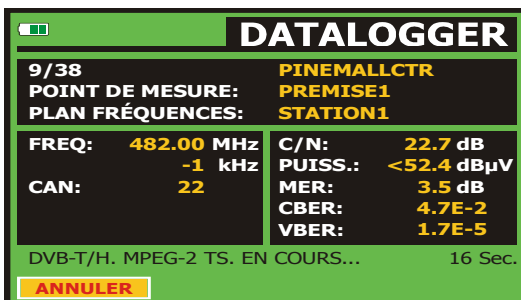 DATALOGGER
9/38 PINEMALLCTR
POINT DE MESURE: PREMISE1
PLAN FRÉQUENCES: STATION1
FREQ: 482.00 MHz
-1 kHz
CAN: 22
C/N: 22.7 dB
PUISS.: <52.4 dBµV
MER: 3.5 dB
CBER: 4.7E-2
VBER: 1.7E-5
DVB-T/H. MPEG-2 TS. EN COURS... 16 Sec.
ANNULER